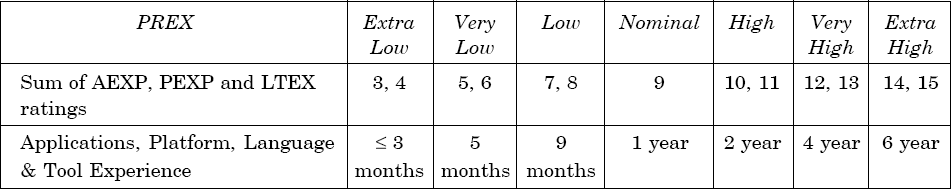 PREX Extra Low Very Low Low Nominal High Very High Extra High
Sum of AEXP, PEXP and LTEX ratings 3, 4 5, 6 7, 8 9 10, 11 12, 13 14, 15
Applications, Platform, Language & Tool Experience ≤ 3 months 5 months 9 months 1 year 2 year 4 year 6 year